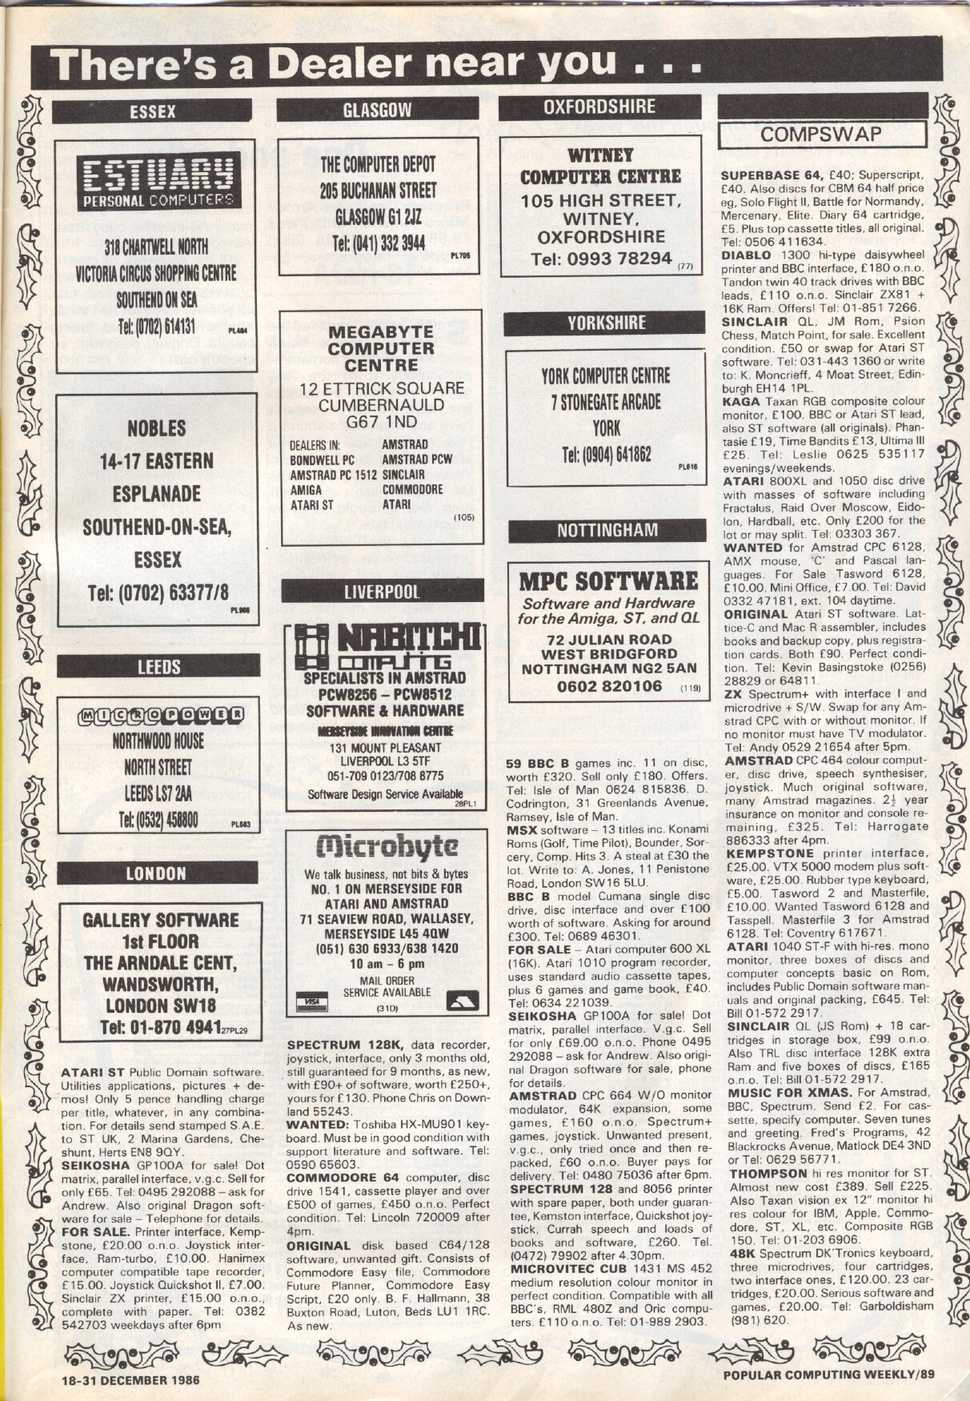 There's a Dealer near you . . .
ESSEX
ESTUARY
PERSONAL COMPUTERS
318 CHARTWELL NORTH
VICTORIA CIRCUS SHOPPING CENTRE
SOUTHEND ON SEA
Tel: (0702) 614131
NOBLES
14-17 EASTERN
ESPLANADE
SOUTHEND-ON-SEA,
ESSEX
Tel: (0702) 63377/8
LEEDS
MICROPOWER
NORTHWOOD HOUSE
NORTH STREET
LEEDS LS7 2AA
Tel: (0532) 458800
LONDON
GALLERY SOFTWARE
1st FLOOR
THE ARNDALE CENT,
WANDSWORTH,
LONDON SW18
Tel: 01-870 4941
27PL29
ATARI ST Public Domain software.
Utilities applications, pictures + de-
mos! Only 5 pence handling charge
per title, whatever, in any combina-
tion. For details send stamped S.A.E.
to ST UK, 2 Marina Gardens, Che-
shunt, Herts EN8 9QY.
SEIKOSHA GP100A for sale! Dot
matrix, parallel interface, v.g.c. Sell for
only £65. Tel: 0495 292088 – ask for
Andrew. Also original Dragon soft-
ware for sale – Telephone for details.
FOR SALE. Printer interface, Kemp-
stone, £20.00 o.n.o. Joystick inter-
face, Ram-turbo, £10.00. Hanimex
computer compatible tape recorder,
£15.00. Joystick Quickshot II, £7.00.
Sinclair ZX printer, £15.00 o.n.o.,
complete with paper. Tel: 0382
542703 weekdays after 6pm
GLASGOW
THE COMPUTER DEPOT
205 BUCHANAN STREET
GLASGOW G1 2JZ
Tel: (041) 332 3944
PL705
MEGABYTE
COMPUTER
CENTRE
12 ETTRICK SQUARE
CUMBERNAULD
G67 1ND
DEALERS IN: AMSTRAD
BONDWELL PC AMSTRAD PCW
AMSTRAD PC 1512 SINCLAIR
AMIGA COMMODORE
ATARI ST ATARI
(105)
LIVERPOOL
NABITCHI
COMPUTING
SPECIALISTS IN AMSTRAD
PCW8256 – PCW8512
SOFTWARE & HARDWARE
MERSEYSIDE INNOVATION CENTRE
131 MOUNT PLEASANT
LIVERPOOL L3 5TF
051-709 0123/708 8775
Software Design Service Available
28PL1
Microbyte
We talk business, not bits & bytes
NO. 1 ON MERSEYSIDE FOR
ATARI AND AMSTRAD
71 SEAVIEW ROAD, WALLASEY,
MERSEYSIDE L45 4QW
(051) 630 6933/638 1420
10 am – 6 pm
MAIL ORDER
SERVICE AVAILABLE
VISA
(310)
SPECTRUM 128K, data recorder,
joystick, interface, only 3 months old,
still guaranteed for 9 months, as new,
with £90+ of software, worth £250+,
yours for £130. Phone Chris on Down-
land 55243.
WANTED: Toshiba HX-MU901 key-
board. Must be in good condition with
support literature and software. Tel:
0590 65603.
COMMODORE 64 computer, disc
drive 1541, cassette player and over
£500 of games, £450 o.n.o. Perfect
condition. Tel: Lincoln 720009 after
4pm.
ORIGINAL disk based C64/128
software, unwanted gift. Consists of
Commodore Easy file, Commodore
Future Planner, Commodore Easy
Script, £20 only. B. F. Hallmann, 38
Buxton Road, Luton, Beds LU1 1RC.
As new.
OXFORDSHIRE
WITNEY
COMPUTER CENTRE
105 HIGH STREET,
WITNEY,
OXFORDSHIRE
Tel: 0993 78294
(77)
YORKSHIRE
YORK COMPUTER CENTRE
7 STONEGATE ARCADE
YORK
Tel: (0904) 641862
PL616
NOTTINGHAM
MPC SOFTWARE
Software and Hardware
for the Amiga, ST, and QL
72 JULIAN ROAD
WEST BRIDGFORD
NOTTINGHAM NG2 5AN
0602 820106
(119)
59 BBC B games inc. 11 on disc,
worth £320. Sell only £180. Offers.
Tel: Isle of Man 0624 815836. D.
Codrington, 31 Greenlands Avenue,
Ramsey, Isle of Man.
MSX software – 13 titles inc. Konami
Roms (Golf, Time Pilot), Bounder, Sor-
cery, Comp. Hits 3. A steal at £30 the
lot. Write to: A. Jones, 11 Penistone
Road, London SW16 5LU.
BBC B model Cumana single disc
drive, disc interface and over £100
worth of software. Asking for around
£300. Tel: 0689 46301.
FOR SALE – Atari computer 600 XL
(16K). Atari 1010 program recorder,
uses standard audio cassette tapes,
plus 6 games and game book, £40.
Tel: 0634 221039.
SEIKOSHA GP100A for sale! Dot
matrix, parallel interface. V.g.c. Sell
for only £69.00 o.n.o. Phone 0495
292088 – ask for Andrew. Also origi-
nal Dragon software for sale, phone
for details.
AMSTRAD CPC 664 W/O monitor
modulator, 64K expansion, some
games, £160 o.n.o. Spectrum+
games, joystick. Unwanted present,
v.g.c., only tried once and then re-
packed, £60 o.n.o. Buyer pays for
delivery. Tel: 0480 75036 after 6pm.
SPECTRUM 128 and 8056 printer
with spare paper, both under guaran-
tee, Kemston interface, Quickshot joy-
stick, Currah speech and loads of
books and software, £260. Tel.
(0472) 79902 after 4.30pm.
MICROVITEC CUB 1431 MS 452
medium resolution colour monitor in
perfect condition. Compatible with all
BBC's, RML 480Z and Oric compu-
ters. £110 o.n.o. Tel: 01-989 2903.
COMPSWAP
SUPERBASE 64, £40; Superscript,
£40. Also discs for CBM 64 half price
eg, Solo Flight II, Battle for Normandy,
Mercenary, Elite. Diary 64 cartridge,
£5. Plus top cassette titles, all original.
Tel: 0506 411634.
DIABLO 1300 hi-type daisywheel
printer and BBC interface, £180 o.n.o.
Tandon twin 40 track drives with BBC
leads, £110 o.n.o. Sinclair ZX81 +
16K Ram. Offers! Tel: 01-851 7266.
SINCLAIR QL, JM Rom, Psion
Chess, Match Point, for sale. Excellent
condition. £50 or swap for Atari ST
software. Tel: 031-443 1360 or write
to: K. Moncrieff, 4 Moat Street, Edin-
burgh EH14 1PL.
KAGA Taxan RGB composite colour
monitor, £100. BBC or Atari ST lead,
also ST software (all originals). Phan-
tasie £19, Time Bandits £13, Ultima III
£25. Tel: Leslie 0625 535117
evenings/weekends.
ATARI 800XL and 1050 disc drive
with masses of software including
Fractalus, Raid Over Moscow, Eido-
lon, Hardball, etc. Only £200 for the
lot or may split. Tel: 03303 367.
WANTED for Amstrad CPC 6128,
AMX mouse, 'C' and Pascal lan-
guages. For Sale Tasword 6128,
£10.00. Mini Office, £7.00. Tel: David
0332 47181, ext. 104 daytime.
ORIGINAL Atari ST software. Lat-
tice-C and Mac R assembler, includes
books and backup copy, plus registra-
tion cards. Both £90. Perfect condi-
tion. Tel: Kevin Basingstoke (0256)
28829 or 64811.
ZX Spectrum+ with interface I and
microdrive + S/W. Swap for any Am-
strad CPC with or without monitor. If
no monitor must have TV modulator.
Tel: Andy 0529 21654 after 5pm.
AMSTRAD CPC 464 colour comput-
er, disc drive, speech synthesiser,
joystick. Much original software,
many Amstrad magazines. 2½ year
insurance on monitor and console re-
maining, £325. Tel: Harrogate
886333 after 4pm.
KEMPSTONE printer interface,
£25.00. VTX 5000 modem plus soft-
ware, £25.00. Rubber type keyboard,
£5.00. Tasword 2 and Masterfile,
£10.00. Wanted Tasword 6128 and
Tasspell. Masterfile 3 for Amstrad
6128. Tel: Coventry 617671.
ATARI 1040 ST-F with hi-res. mono
monitor, three boxes of discs and
computer concepts basic on Rom,
includes Public Domain software man-
uals and original packing, £645. Tel:
Bill 01-572 2917.
SINCLAIR QL (JS Rom) + 18 car-
tridges in storage box, £99 o.n.o.
Also TRL disc interface 128K extra
Ram and five boxes of discs, £165
o.n.o. Tel: Bill 01-572 2917.
MUSIC FOR XMAS. For Amstrad,
BBC, Spectrum. Send £2. For cas-
sette, specify computer. Seven tunes
and greeting. Fred's Programs, 42
Blackrocks Avenue, Matlock DE4 3ND
or Tel: 0629 56771.
THOMPSON hi res monitor for ST.
Almost new cost £389. Sell £225.
Also Taxan vision ex 12" monitor hi
res colour for IBM, Apple, Commo-
dore, ST, XL, etc. Composite RGB
150. Tel: 01-203 6906.
48K Spectrum DK'Tronics keyboard,
three microdrives, four cartridges,
two interface ones, £120.00. 23 car-
tridges, £20.00. Serious software and
games, £20.00. Tel: Garboldisham
(981) 620.
18-31 DECEMBER 1986
POPULAR COMPUTING WEEKLY/89